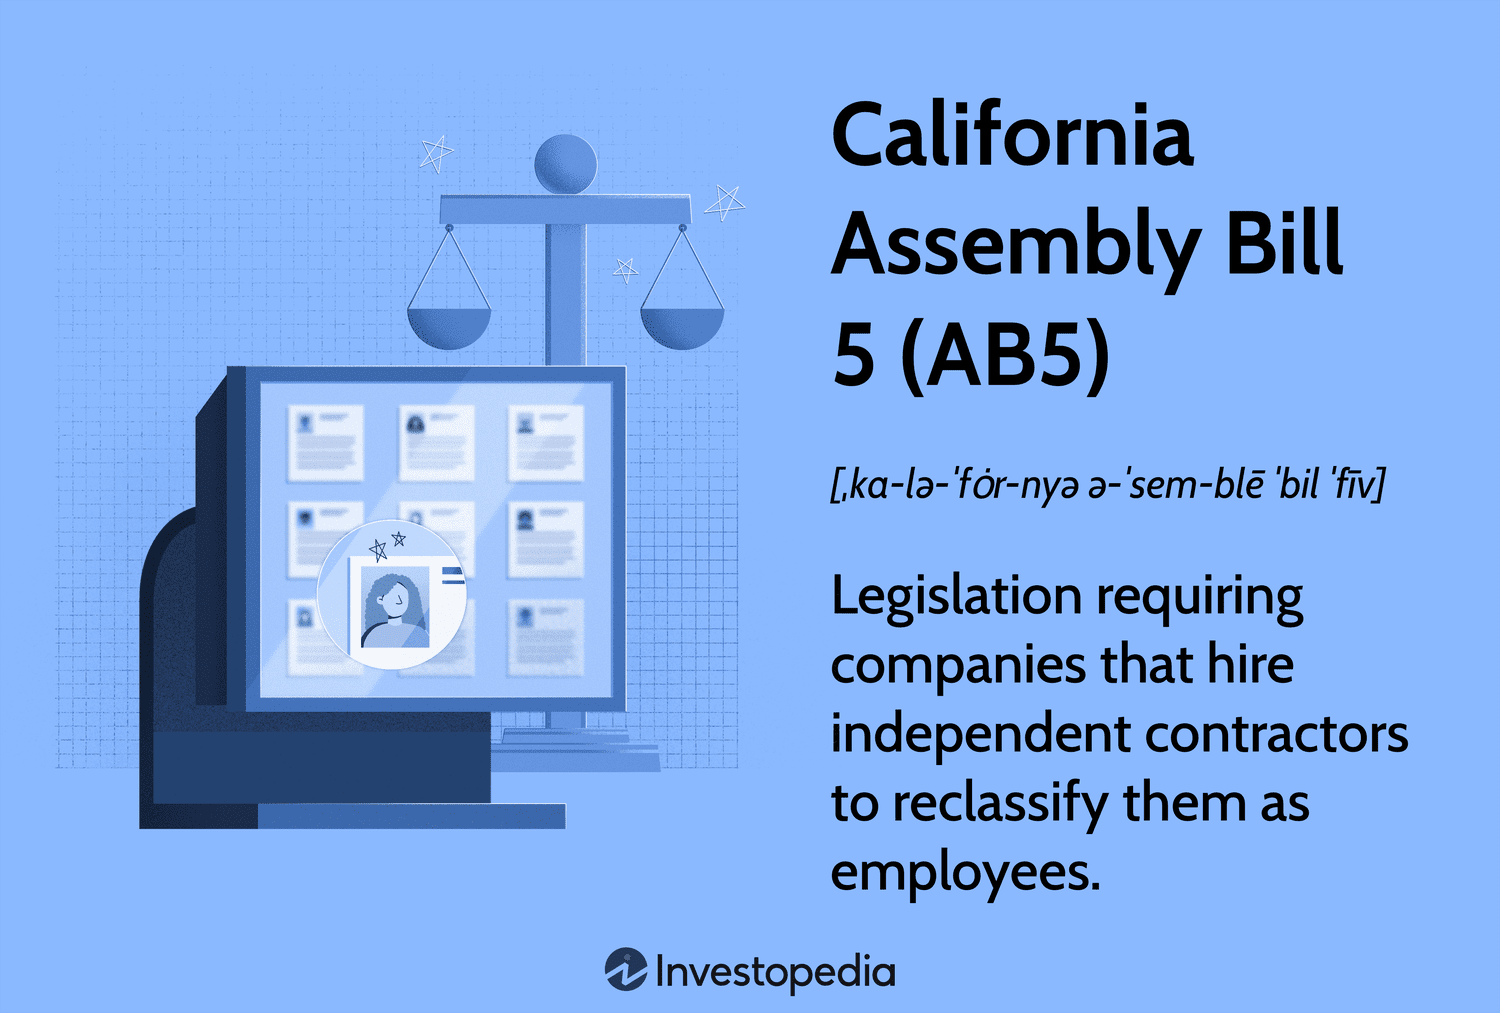 California
Assembly Bill
5 (AB5)
[ˌka-lə-ˈfȯr-nyə ə-ˈsem-blē ˈbil ˈfīv]
Legislation requiring
companies that hire
independent contractors
to reclassify them as
employees.
Investopedia